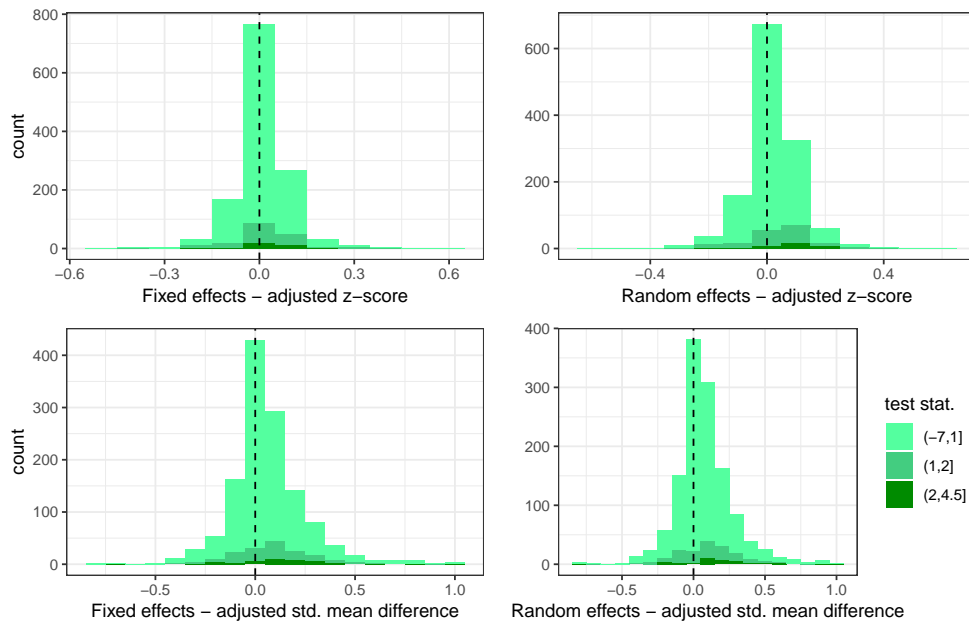 800
600
400
200
0
count
−0.6 −0.3 0.0 0.3 0.6
Fixed effects − adjusted z−score
600
400
200
0
−0.4 0.0 0.4
Random effects − adjusted z−score
400
300
200
100
0
count
−0.5 0.0 0.5 1.0
Fixed effects − adjusted std. mean difference
400
300
200
100
0
−0.5 0.0 0.5 1.0
Random effects − adjusted std. mean difference
test stat.
(−7,1]
(1,2]
(2,4.5]